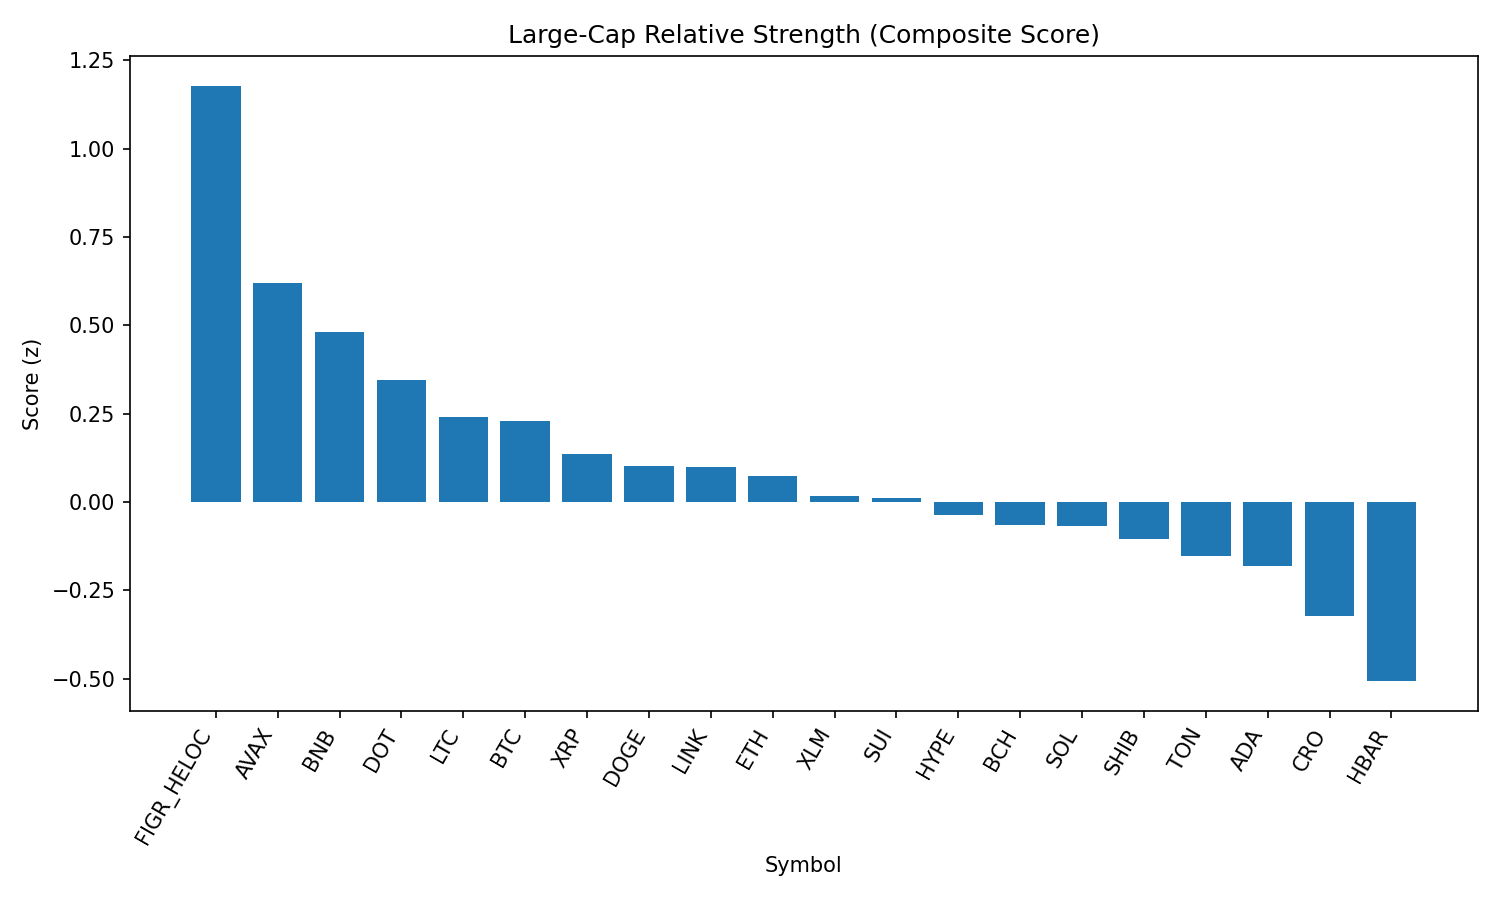 Large-Cap Relative Strength (Composite Score)
Score (z)
1.25
1.00
0.75
0.50
0.25
0.00
−0.25
−0.50
FIGR_HELOC
AVAX
BNB
DOT
LTC
BTC
XRP
DOGE
LINK
ETH
XLM
SUI
HYPE
BCH
SOL
SHIB
TON
ADA
CRO
HBAR
Symbol